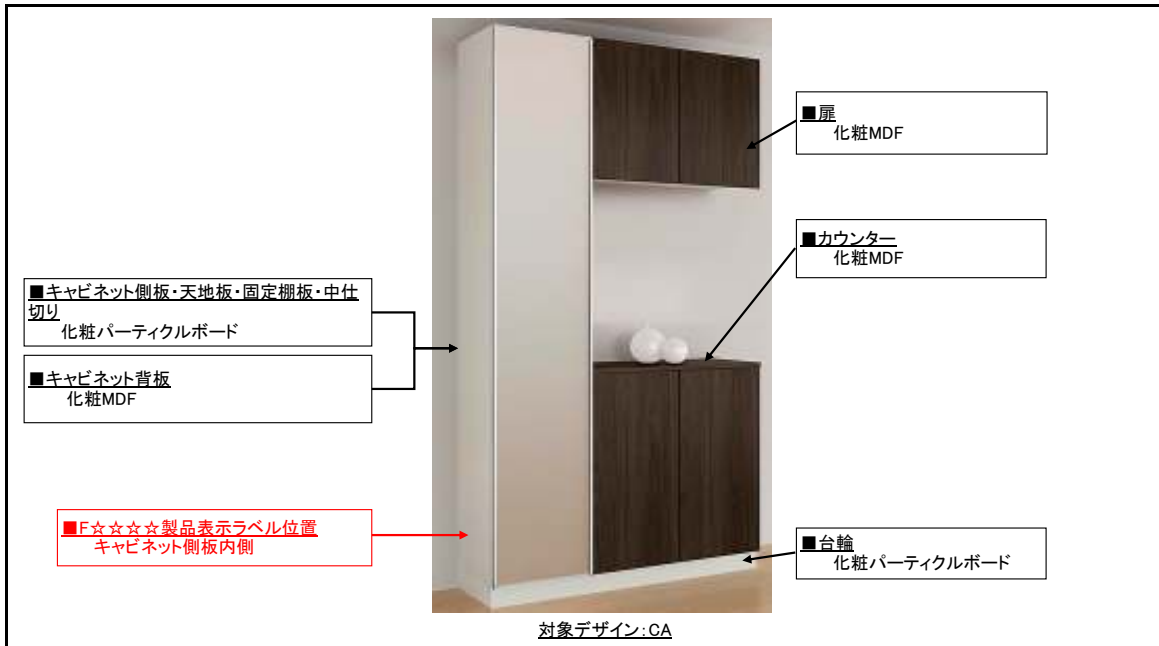 ■扉
化粧MDF
■カウンター
化粧MDF
■キャビネット側板・天地板・固定棚板・中仕
切り
化粧パーティクルボード
■キャビネット背板
化粧MDF
■F☆☆☆☆製品表示ラベル位置
キャビネット側板内側
■台輪
化粧パーティクルボード
対象デザイン:CA